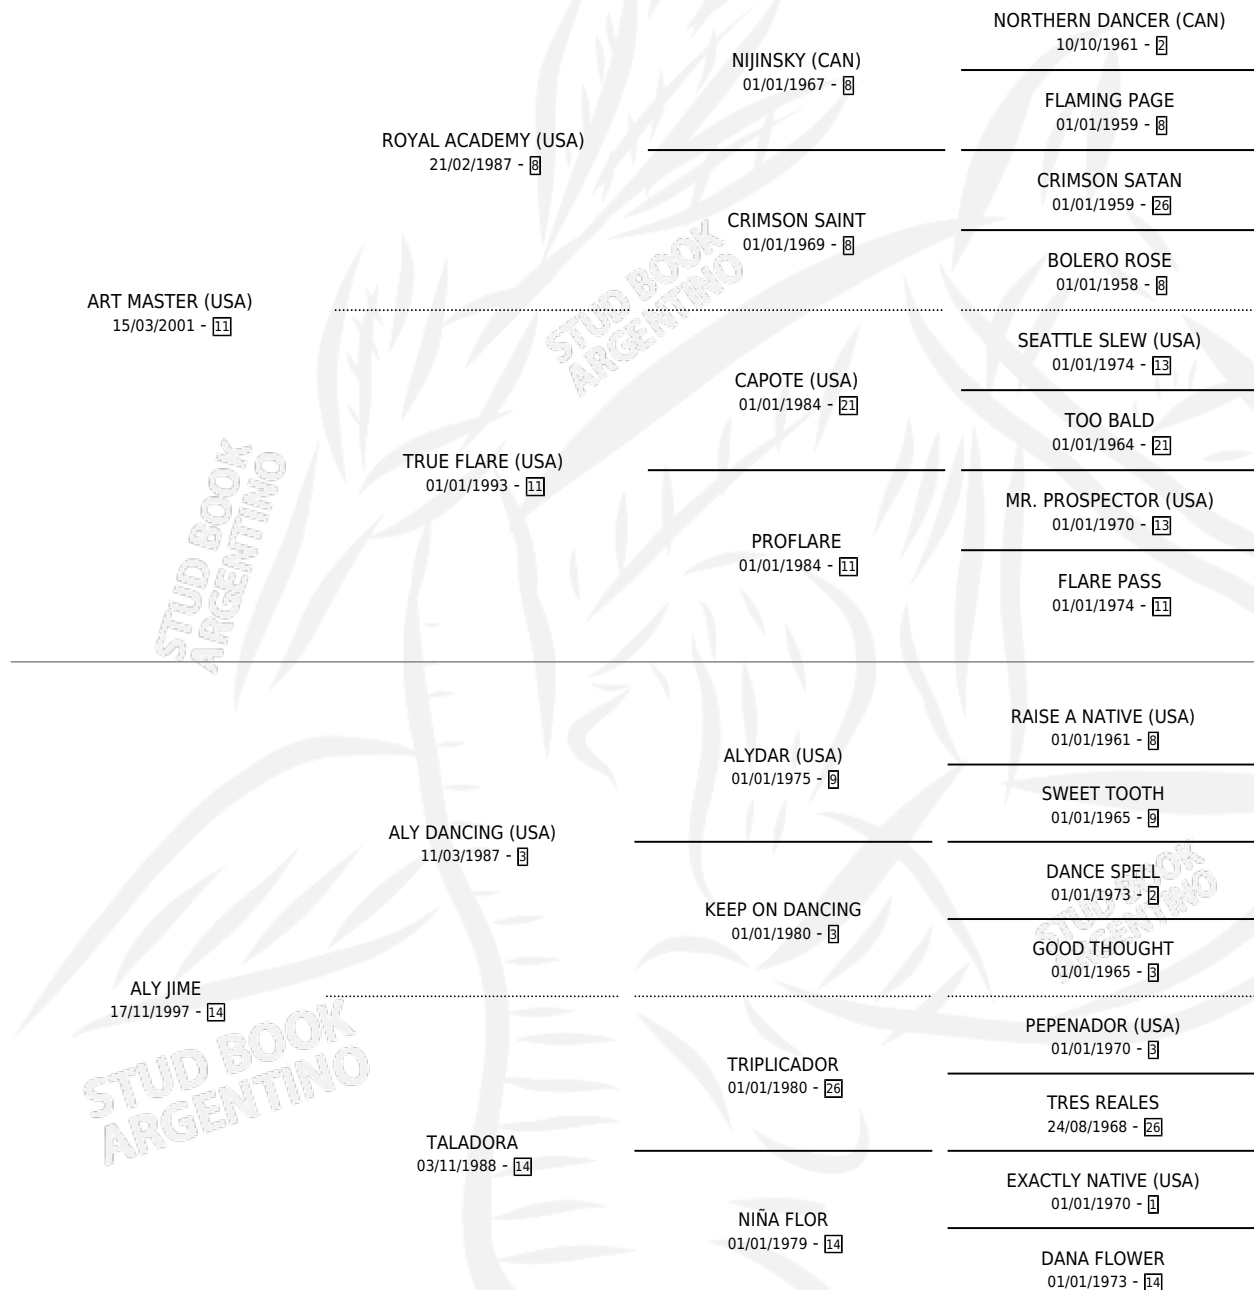 NORTHERN DANCER (CAN)
10/10/1961 - 2
NIJINSKY (CAN)
01/01/1967 - 8
FLAMING PAGE
01/01/1959 - 8
ROYAL ACADEMY (USA)
21/02/1987 - 8
CRIMSON SATAN
01/01/1959 - 26
CRIMSON SAINT
01/01/1969 - 8
BOLERO ROSE
01/01/1958 - 8
ART MASTER (USA)
15/03/2001 - 11
SEATTLE SLEW (USA)
01/01/1974 - 13
CAPOTE (USA)
01/01/1984 - 21
TOO BALD
01/01/1964 - 21
TRUE FLARE (USA)
01/01/1993 - 11
MR. PROSPECTOR (USA)
01/01/1970 - 13
PROFLARE
01/01/1984 - 11
FLARE PASS
01/01/1974 - 11
RAISE A NATIVE (USA)
01/01/1961 - 8
ALYDAR (USA)
01/01/1975 - 9
SWEET TOOTH
01/01/1965 - 9
ALY DANCING (USA)
11/03/1987 - 3
DANCE SPELL
01/01/1973 - 2
KEEP ON DANCING
01/01/1980 - 3
GOOD THOUGHT
01/01/1965 - 3
ALY JIME
17/11/1997 - 14
PEPENADOR (USA)
01/01/1970 - 3
TRIPLICADOR
01/01/1980 - 26
TRES REALES
24/08/1968 - 26
TALADORA
03/11/1988 - 14
EXACTLY NATIVE (USA)
01/01/1970 - 1
NIÑA FLOR
01/01/1979 - 14
DANA FLOWER
01/01/1973 - 14
STUD BOOK
ARGENTINO
STUD BOOK
ARGENTINO
STUD BOOK
ARGENTINO
STUD BOOK
ARGENTINO